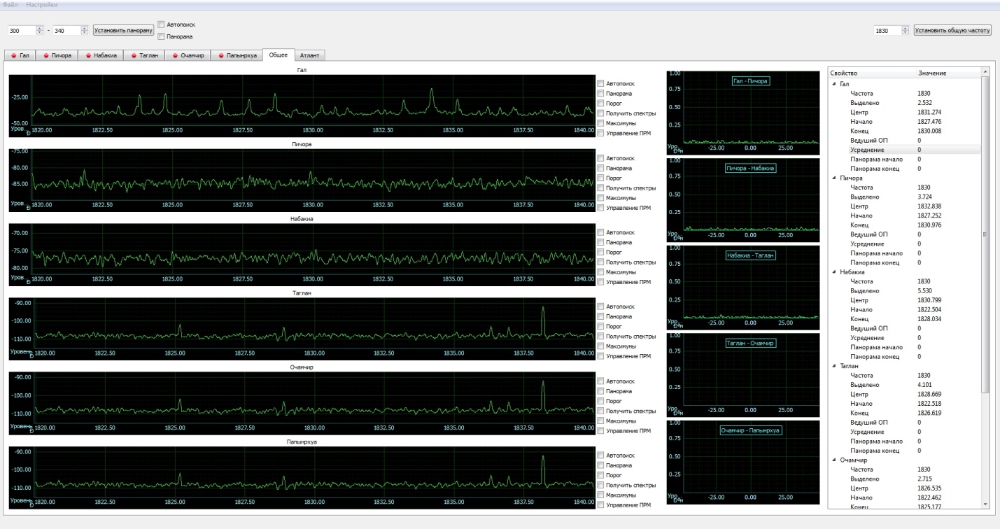 Файл Настройки
300 - 340 Установить панораму Автопоиск 1830 Установить общую частоту
Панорама
Гал Пичора Набакиа Таглан Очамчир Папынрхуа Общее Атлант
Гал
-25.00
-50.00
Уров...
1820.00 1822.50 1825.00 1827.50 1830.00 1832.50 1835.00 1837.50 1840.00
Автопоиск
Панорама
Порог
Получить спектры
Максимумы
Управление ПРМ
Пичора
-75.00
-80.00
-85.00
Уров...
1820.00 1822.50 1825.00 1827.50 1830.00 1832.50 1835.00 1837.50 1840.00
Автопоиск
Панорама
Порог
Получить спектры
Максимумы
Управление ПРМ
Набакиа
-70.00
-75.00
-80.00
Уров...
1820.00 1822.50 1825.00 1827.50 1830.00 1832.50 1835.00 1837.50 1840.00
Автопоиск
Панорама
Порог
Получить спектры
Максимумы
Управление ПРМ
Таглан
-90.00
-100.00
-110.00
Уровень
1820.00 1822.50 1825.00 1827.50 1830.00 1832.50 1835.00 1837.50 1840.00
Автопоиск
Панорама
Порог
Получить спектры
Максимумы
Управление ПРМ
Очамчир
-90.00
-100.00
-110.00
Уровень
1820.00 1822.50 1825.00 1827.50 1830.00 1832.50 1835.00 1837.50 1840.00
Автопоиск
Панорама
Порог
Получить спектры
Максимумы
Управление ПРМ
Папынрхуа
-90.00
-100.00
-110.00
Уровень
1820.00 1822.50 1825.00 1827.50 1830.00 1832.50 1835.00 1837.50 1840.00
Автопоиск
Панорама
Порог
Получить спектры
Максимумы
Управление ПРМ
1.00
Гал - Пичора
0.75
0.50
0.25
Уро...
-25.00 0.00 25.00
1.00
Пичора - Набакиа
0.75
0.50
0.25
Уро...
-25.00 0.00 25.00
1.00
Набакиа - Таглан
0.75
0.50
0.25
Уро...
-25.00 0.00 25.00
1.00
Таглан - Очамчир
0.75
0.50
0.25
Уро...
-25.00 0.00 25.00
1.00
Очамчир - Папынрхуа
0.75
0.50
0.25
Уро...
-25.00 0.00 25.00
Свойство Значение
Гал
Частота 1830
Выделено 2.532
Центр 1831.274
Начало 1827.476
Конец 1830.008
Ведуший ОП 0
Усреднение 0
Панорама начало 0
Панорама конец 0
Пичора
Частота 1830
Выделено 3.724
Центр 1832.838
Начало 1827.252
Конец 1830.976
Ведуший ОП 0
Усреднение 0
Панорама начало 0
Панорама конец 0
Набакиа
Частота 1830
Выделено 5.530
Центр 1830.799
Начало 1822.504
Конец 1828.034
Ведуший ОП 0
Усреднение 0
Панорама начало 0
Панорама конец 0
Таглан
Частота 1830
Выделено 4.101
Центр 1828.669
Начало 1822.518
Конец 1826.619
Ведуший ОП 0
Усреднение 0
Панорама начало 0
Панорама конец 0
Очамчир
Частота 1830
Выделено 2.715
Центр 1826.535
Начало 1822.462
Конец 1825.177